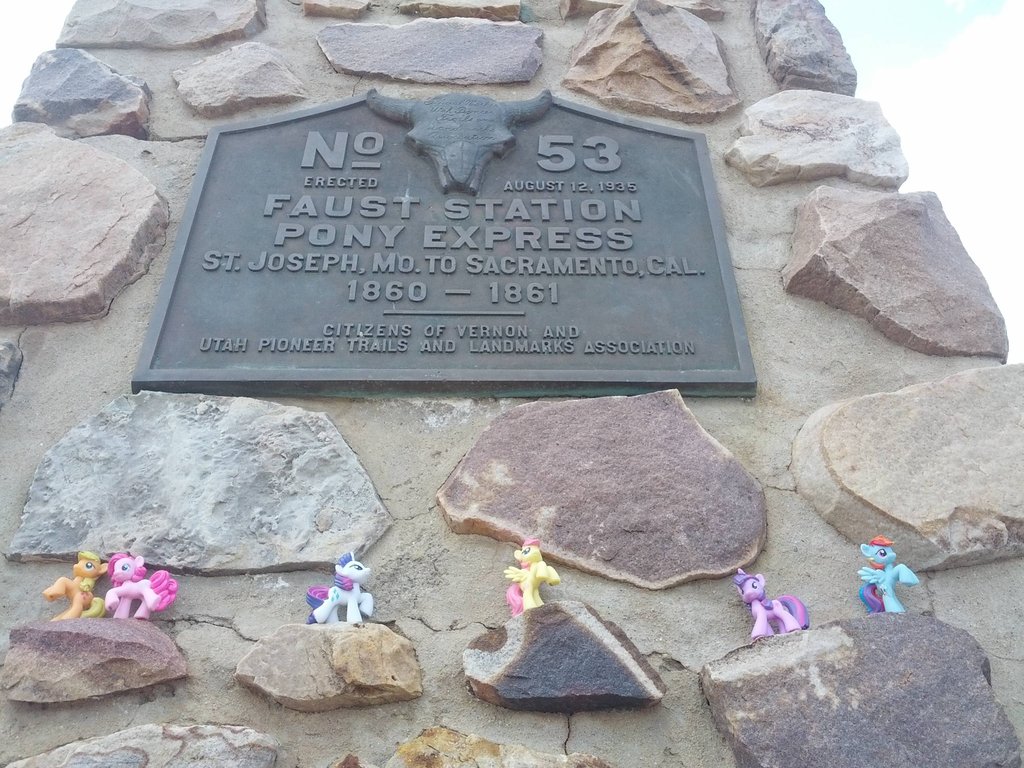 No 53
ERECTED AUGUST 12, 1935
FAUST STATION
PONY EXPRESS
ST. JOSEPH, MO. TO SACRAMENTO, CAL.
1860 — 1861
CITIZENS OF VERNON AND
UTAH PIONEER TRAILS AND LANDMARKS ASSOCIATION